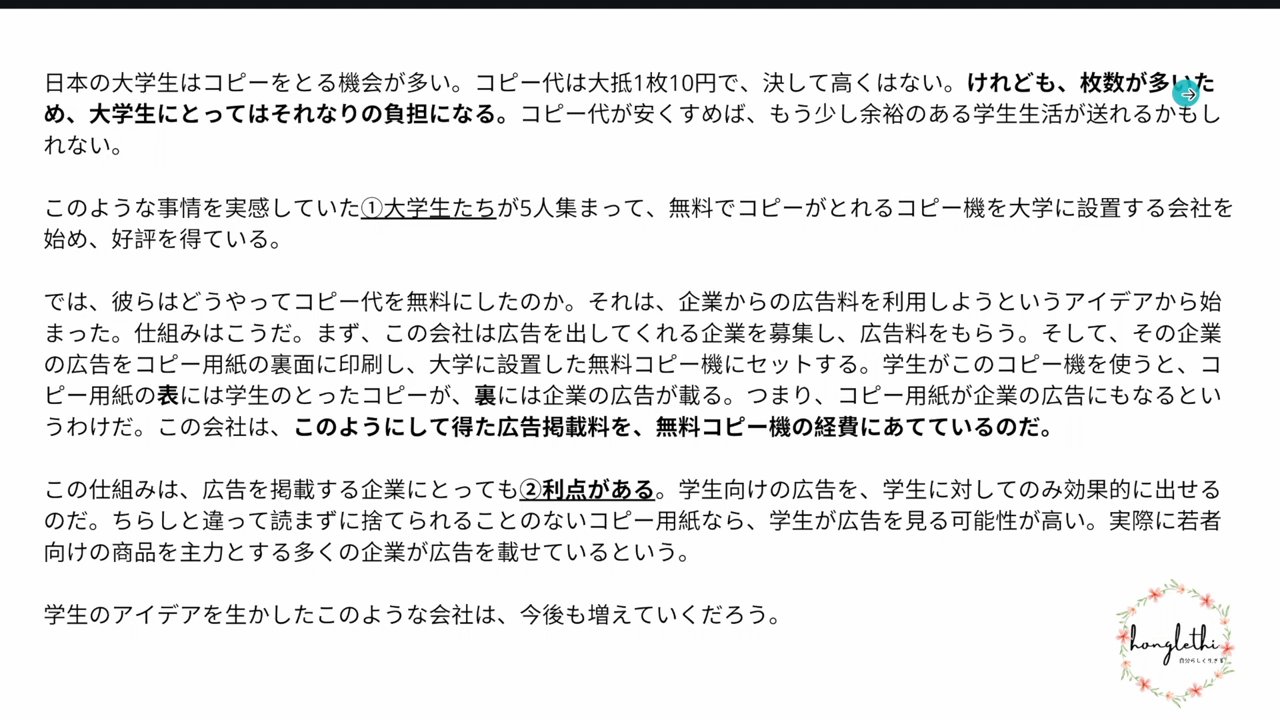 日本の大学生はコピーをとる機会が多い。コピー代は大抵1枚10円で、決して高くはない。けれども、枚数が多いた
め、大学生にとってはそれなりの負担になる。コピー代が安くすめば、もう少し余裕のある学生生活が送れるかもし
れない。
このような事情を実感していた①大学生たちが5人集まって、無料でコピーがとれるコピー機を大学に設置する会社を
始め、好評を得ている。
では、彼らはどうやってコピー代を無料にしたのか。それは、企業からの広告料を利用しようというアイデアから始
まった。仕組みはこうだ。まず、この会社は広告を出してくれる企業を募集し、広告料をもらう。そして、その企業
の広告をコピー用紙の裏面に印刷し、大学に設置した無料コピー機にセットする。学生がこのコピー機を使うと、コ
ピー用紙の表には学生のとったコピーが、裏には企業の広告が載る。つまり、コピー用紙が企業の広告にもなるとい
うわけだ。この会社は、このようにして得た広告掲載料を、無料コピー機の経費にあてているのだ。
この仕組みは、広告を掲載する企業にとっても②利点がある。学生向けの広告を、学生に対してのみ効果的に出せる
のだ。ちらしと違って読まずに捨てられることのないコピー用紙なら、学生が広告を見る可能性が高い。実際に若者
向けの商品を主力とする多くの企業が広告を載せているという。
学生のアイデアを生かしたこのような会社は、今後も増えていくだろう。
honglethi
自分らしく生きる